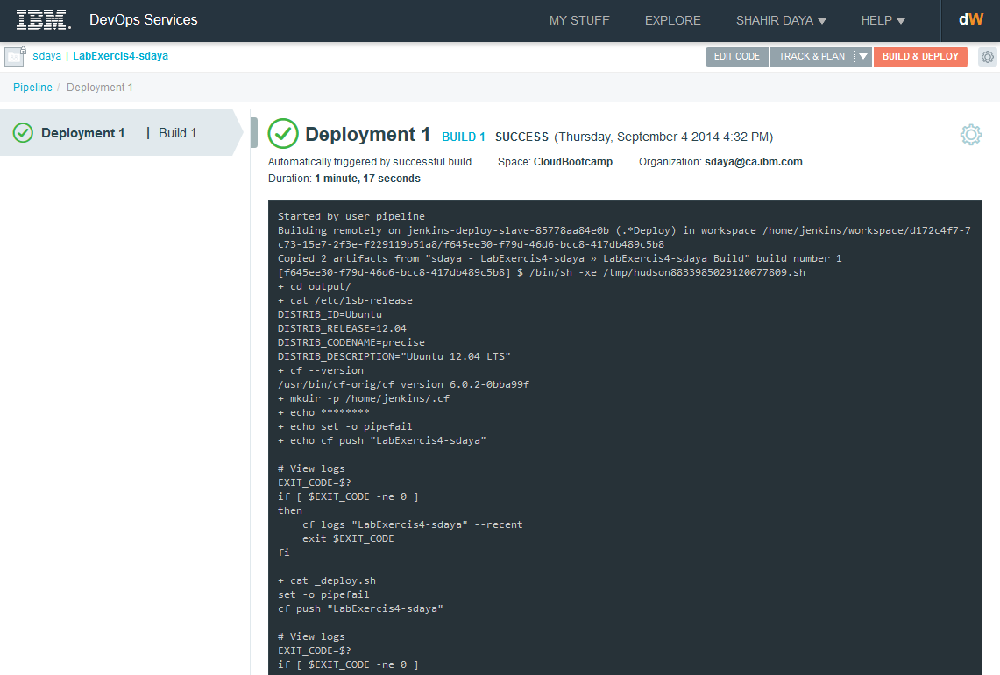 IBM. DevOps Services MY STUFF EXPLORE SHAHIR DAYA HELP dW
sdaya | LabExercis4-sdaya EDIT CODE TRACK & PLAN BUILD & DEPLOY
Pipeline / Deployment 1
Deployment 1 | Build 1
Deployment 1 BUILD 1 SUCCESS (Thursday, September 4 2014 4:32 PM)
Automatically triggered by successful build Space: CloudBootcamp Organization: sdaya@ca.ibm.com
Duration: 1 minute, 17 seconds
Started by user pipeline
Building remotely on jenkins-deploy-slave-85778aa84e0b (.*Deploy) in workspace /home/jenkins/workspace/d172c4f7-7
c73-15e7-2f3e-f229119b51a8/f645ee30-f79d-46d6-bcc8-417db489c5b8
Copied 2 artifacts from "sdaya - LabExercis4-sdaya » LabExercis4-sdaya Build" build number 1
[f645ee30-f79d-46d6-bcc8-417db489c5b8] $ /bin/sh -xe /tmp/hudson8833985029120077809.sh
+ cd output/
+ cat /etc/lsb-release
DISTRIB_ID=Ubuntu
DISTRIB_RELEASE=12.04
DISTRIB_CODENAME=precise
DISTRIB_DESCRIPTION="Ubuntu 12.04 LTS"
+ cf --version
/usr/bin/cf-orig/cf version 6.0.2-0bba99f
+ mkdir -p /home/jenkins/.cf
+ echo ********
+ echo set -o pipefail
+ echo cf push "LabExercis4-sdaya"
# View logs
EXIT_CODE=$?
if [ $EXIT_CODE -ne 0 ]
then
    cf logs "LabExercis4-sdaya" --recent
    exit $EXIT_CODE
fi
+ cat _deploy.sh
set -o pipefail
cf push "LabExercis4-sdaya"
# View logs
EXIT_CODE=$?
if [ $EXIT_CODE -ne 0 ]